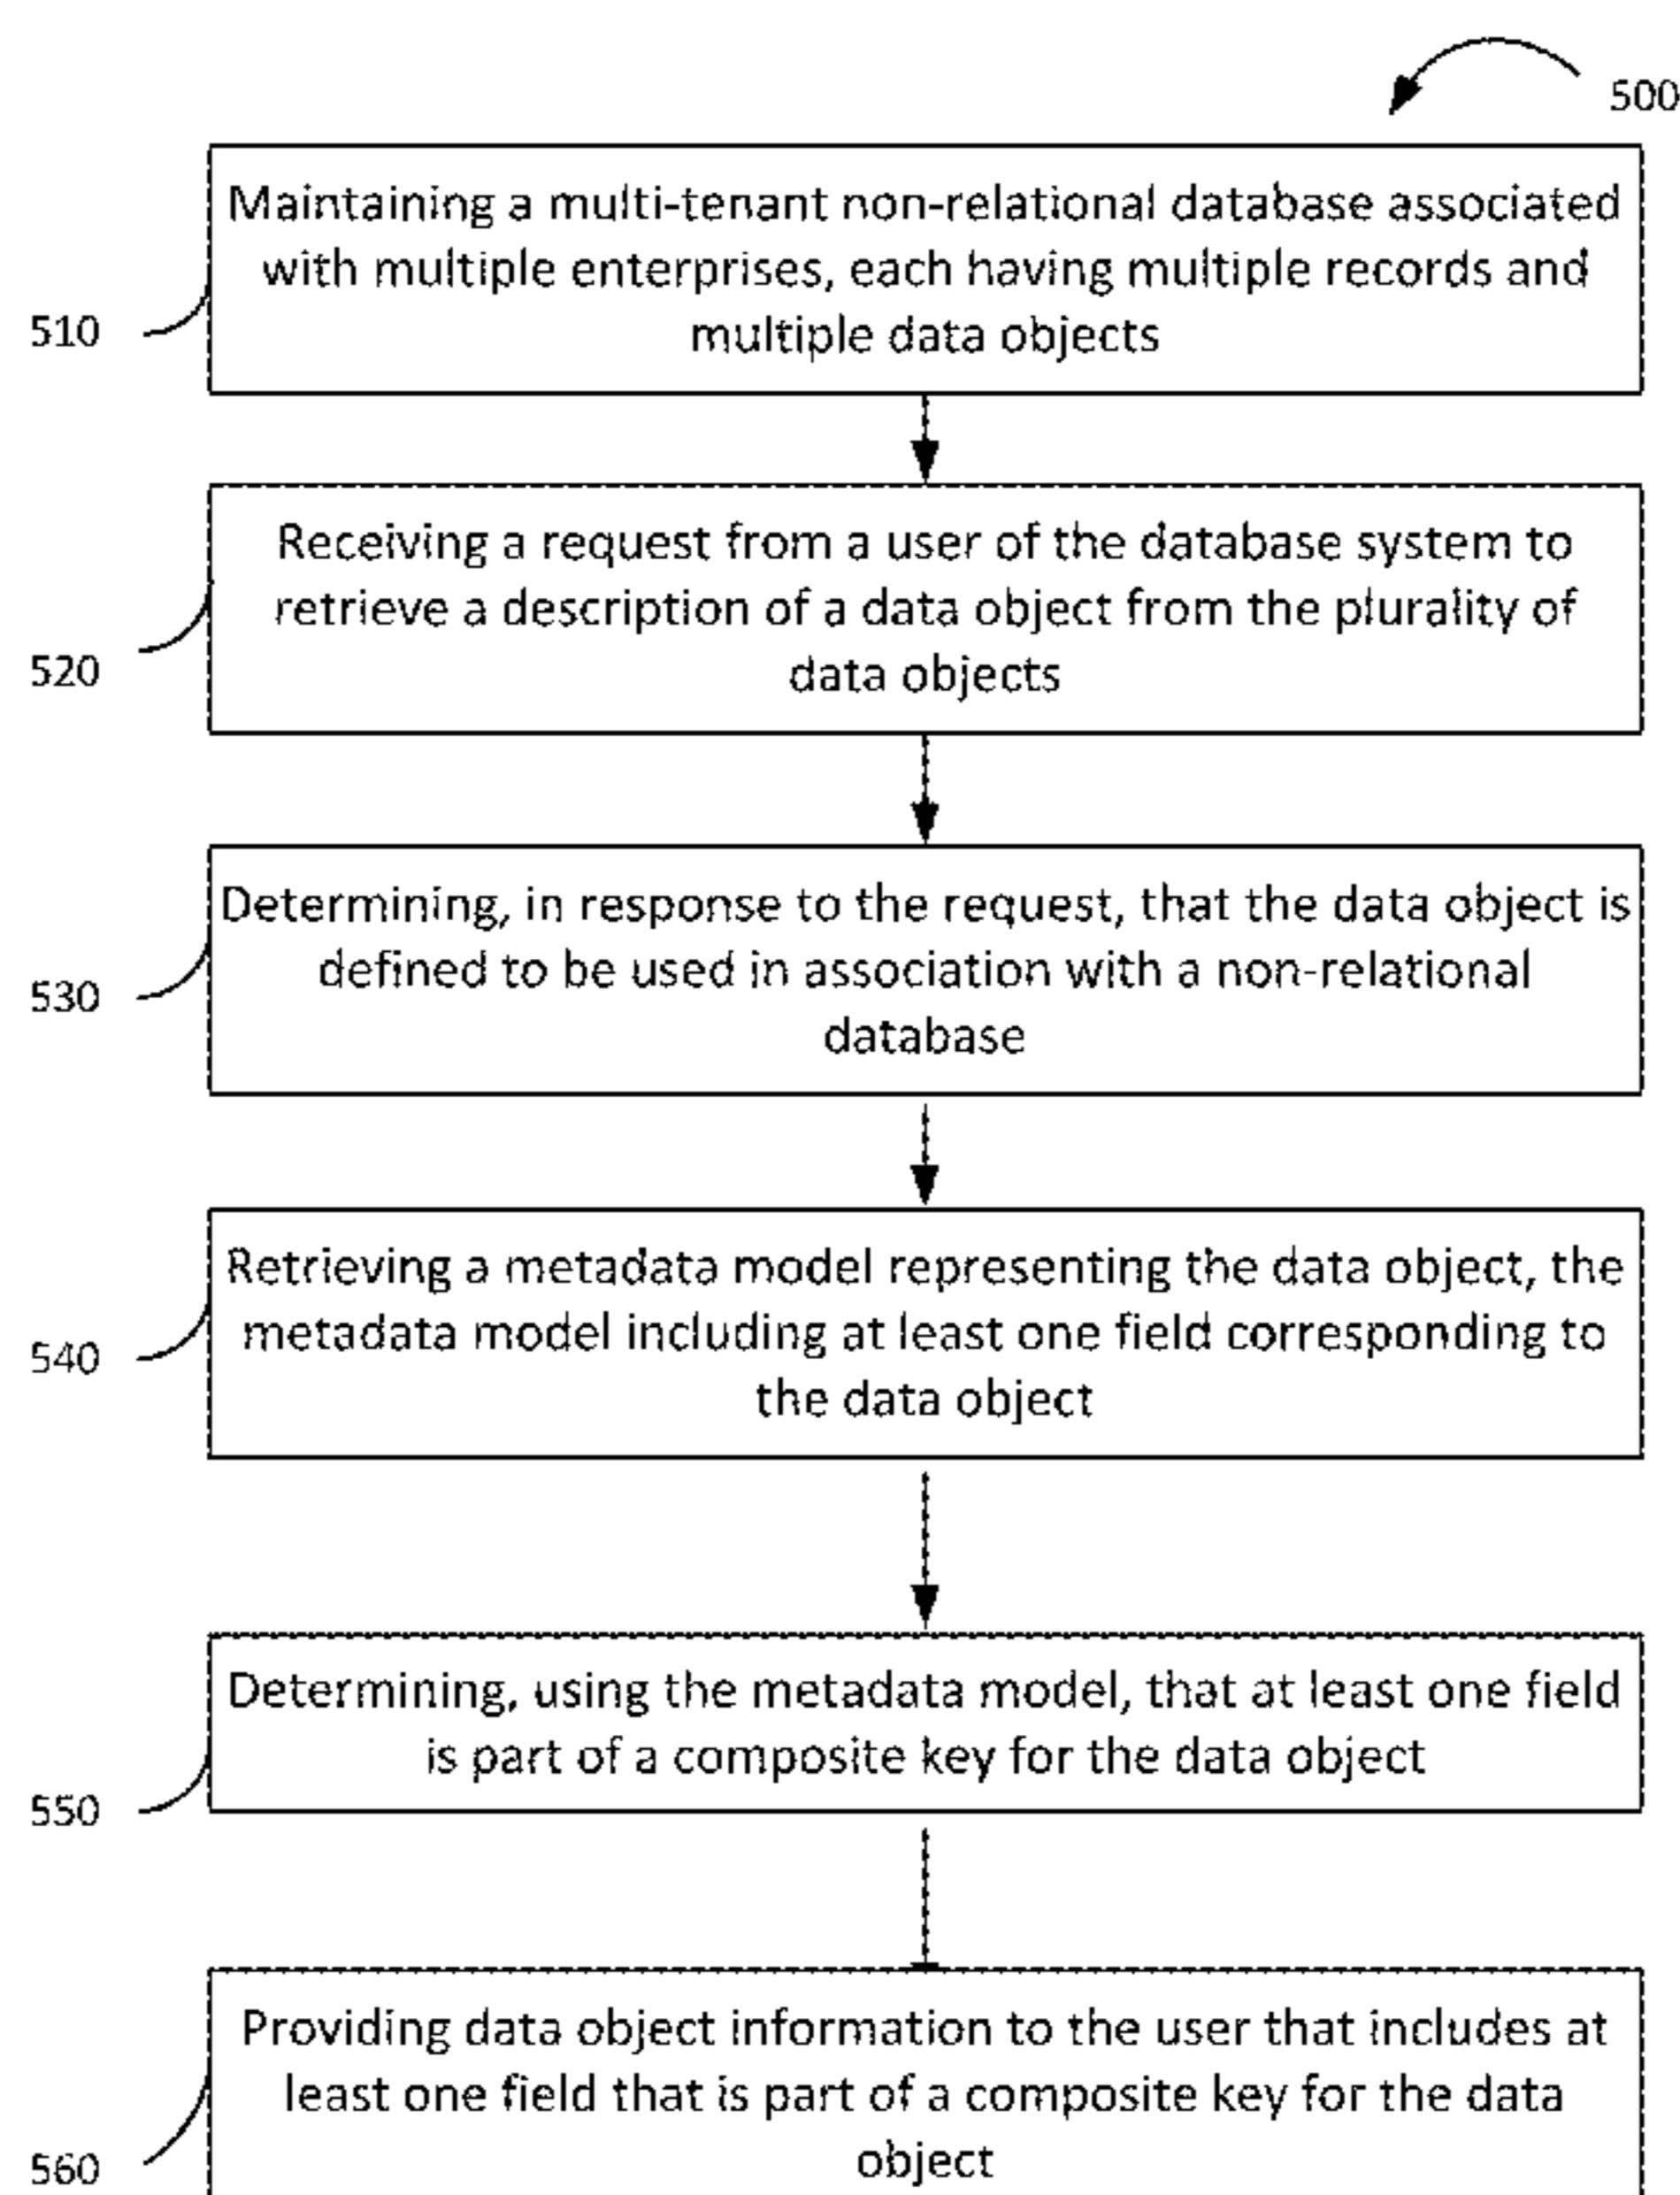 500
Maintaining a multi-tenant non-relational database associated
with multiple enterprises, each having multiple records and
multiple data objects
510
Receiving a request from a user of the database system to
retrieve a description of a data object from the plurality of
data objects
520
Determining, in response to the request, that the data object is
defined to be used in association with a non-relational
database
530
Retrieving a metadata model representing the data object, the
metadata model including at least one field corresponding to
the data object
540
Determining, using the metadata model, that at least one field
is part of a composite key for the data object
550
Providing data object information to the user that includes at
least one field that is part of a composite key for the data
object
560